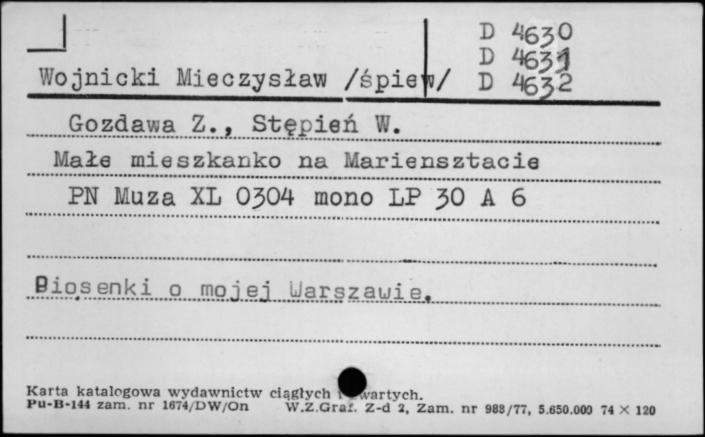 D 4630
D 4631
Wojnicki Mieczysław /śpiew/ D 4632
Gozdawa Z., Stępień W.
Małe mieszkanko na Mariensztacie
PN Muza XL 0304 mono LP 30 A 6
Piosenki o mojej Warszawie.
Karta katalogowa wydawnictw ciągłych i zwartych.
Pu-B-144 zam. nr 1674/DW/On W.Z.Graf. Z-d 2, Zam. nr 988/77, 5.650.000 74 × 120